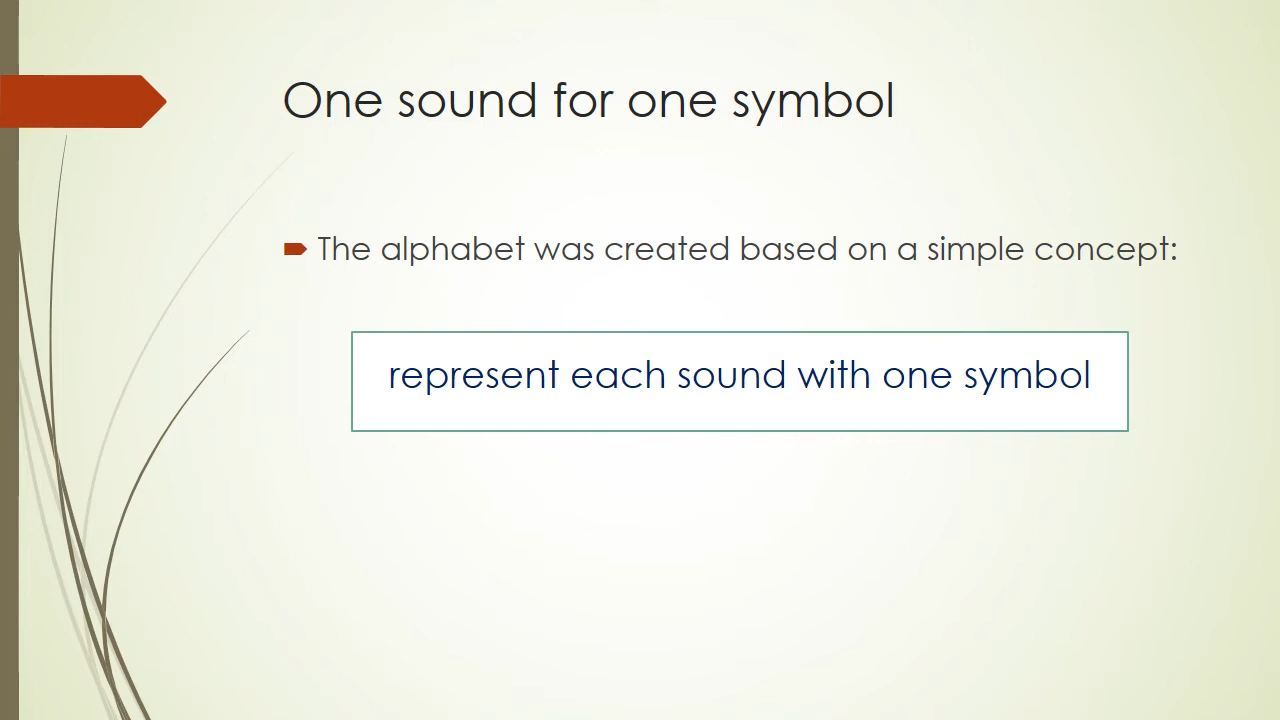 One sound for one symbol
The alphabet was created based on a simple concept:
represent each sound with one symbol